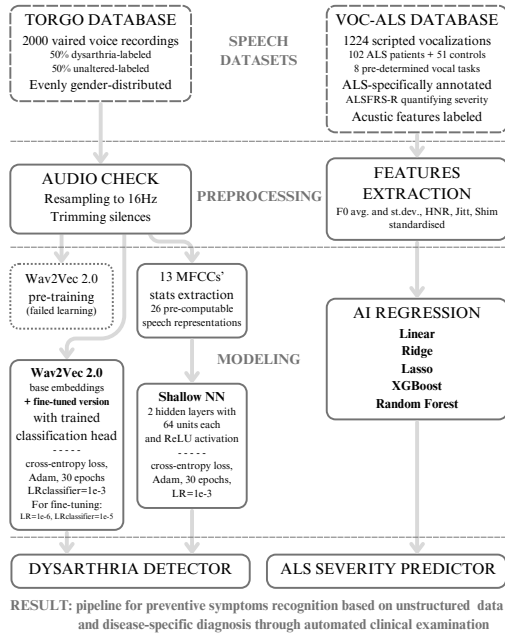 TORGO DATABASE
2000 vaired voice recordings
50% dysarthria-labeled
50% unaltered-labeled
Evenly gender-distributed
SPEECH
DATASETS
VOC-ALS DATABASE
1224 scripted vocalizations
102 ALS patients + 51 controls
8 pre-determined vocal tasks
ALS-specifically annotated
ALSFRS-R quantifying severity
Acustic features labeled
AUDIO CHECK
Resampling to 16Hz
Trimming silences
PREPROCESSING
FEATURES
EXTRACTION
F0 avg. and st.dev., HNR, Jitt, Shim
standardised
Wav2Vec 2.0
pre-training
(failed learning)
13 MFCCs'
stats extraction
26 pre-computable
speech representations
MODELING
AI REGRESSION
Linear
Ridge
Lasso
XGBoost
Random Forest
Wav2Vec 2.0
base embeddings
+ fine-tuned version
with trained
classification head
- - - - -
cross-entropy loss,
Adam, 30 epochs,
LRclassifier=1e-3
For fine-tuning:
LR=1e-6, LRclassifier=1e-5
Shallow NN
2 hidden layers with
64 units each
and ReLU activation
- - - - -
cross-entropy loss,
Adam, 30 epochs,
LR=1e-3
DYSARTHRIA DETECTOR
ALS SEVERITY PREDICTOR
RESULT: pipeline for preventive symptoms recognition based on unstructured data
and disease-specific diagnosis through automated clinical examination